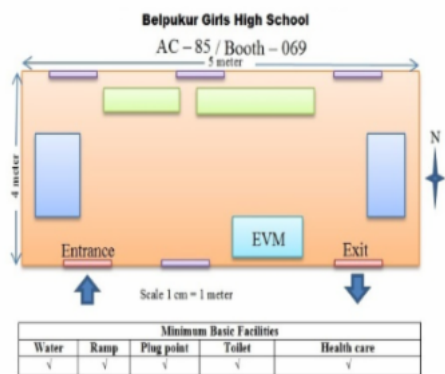 Belpukur Girls High School
AC – 85 / Booth – 069
5 meter
4 meter
N
EVM
Entrance
Exit
Scale 1 cm = 1 meter
Minimum Basic Facilities
Water Ramp Plug point Toilet Health care
√ √ √ √ √